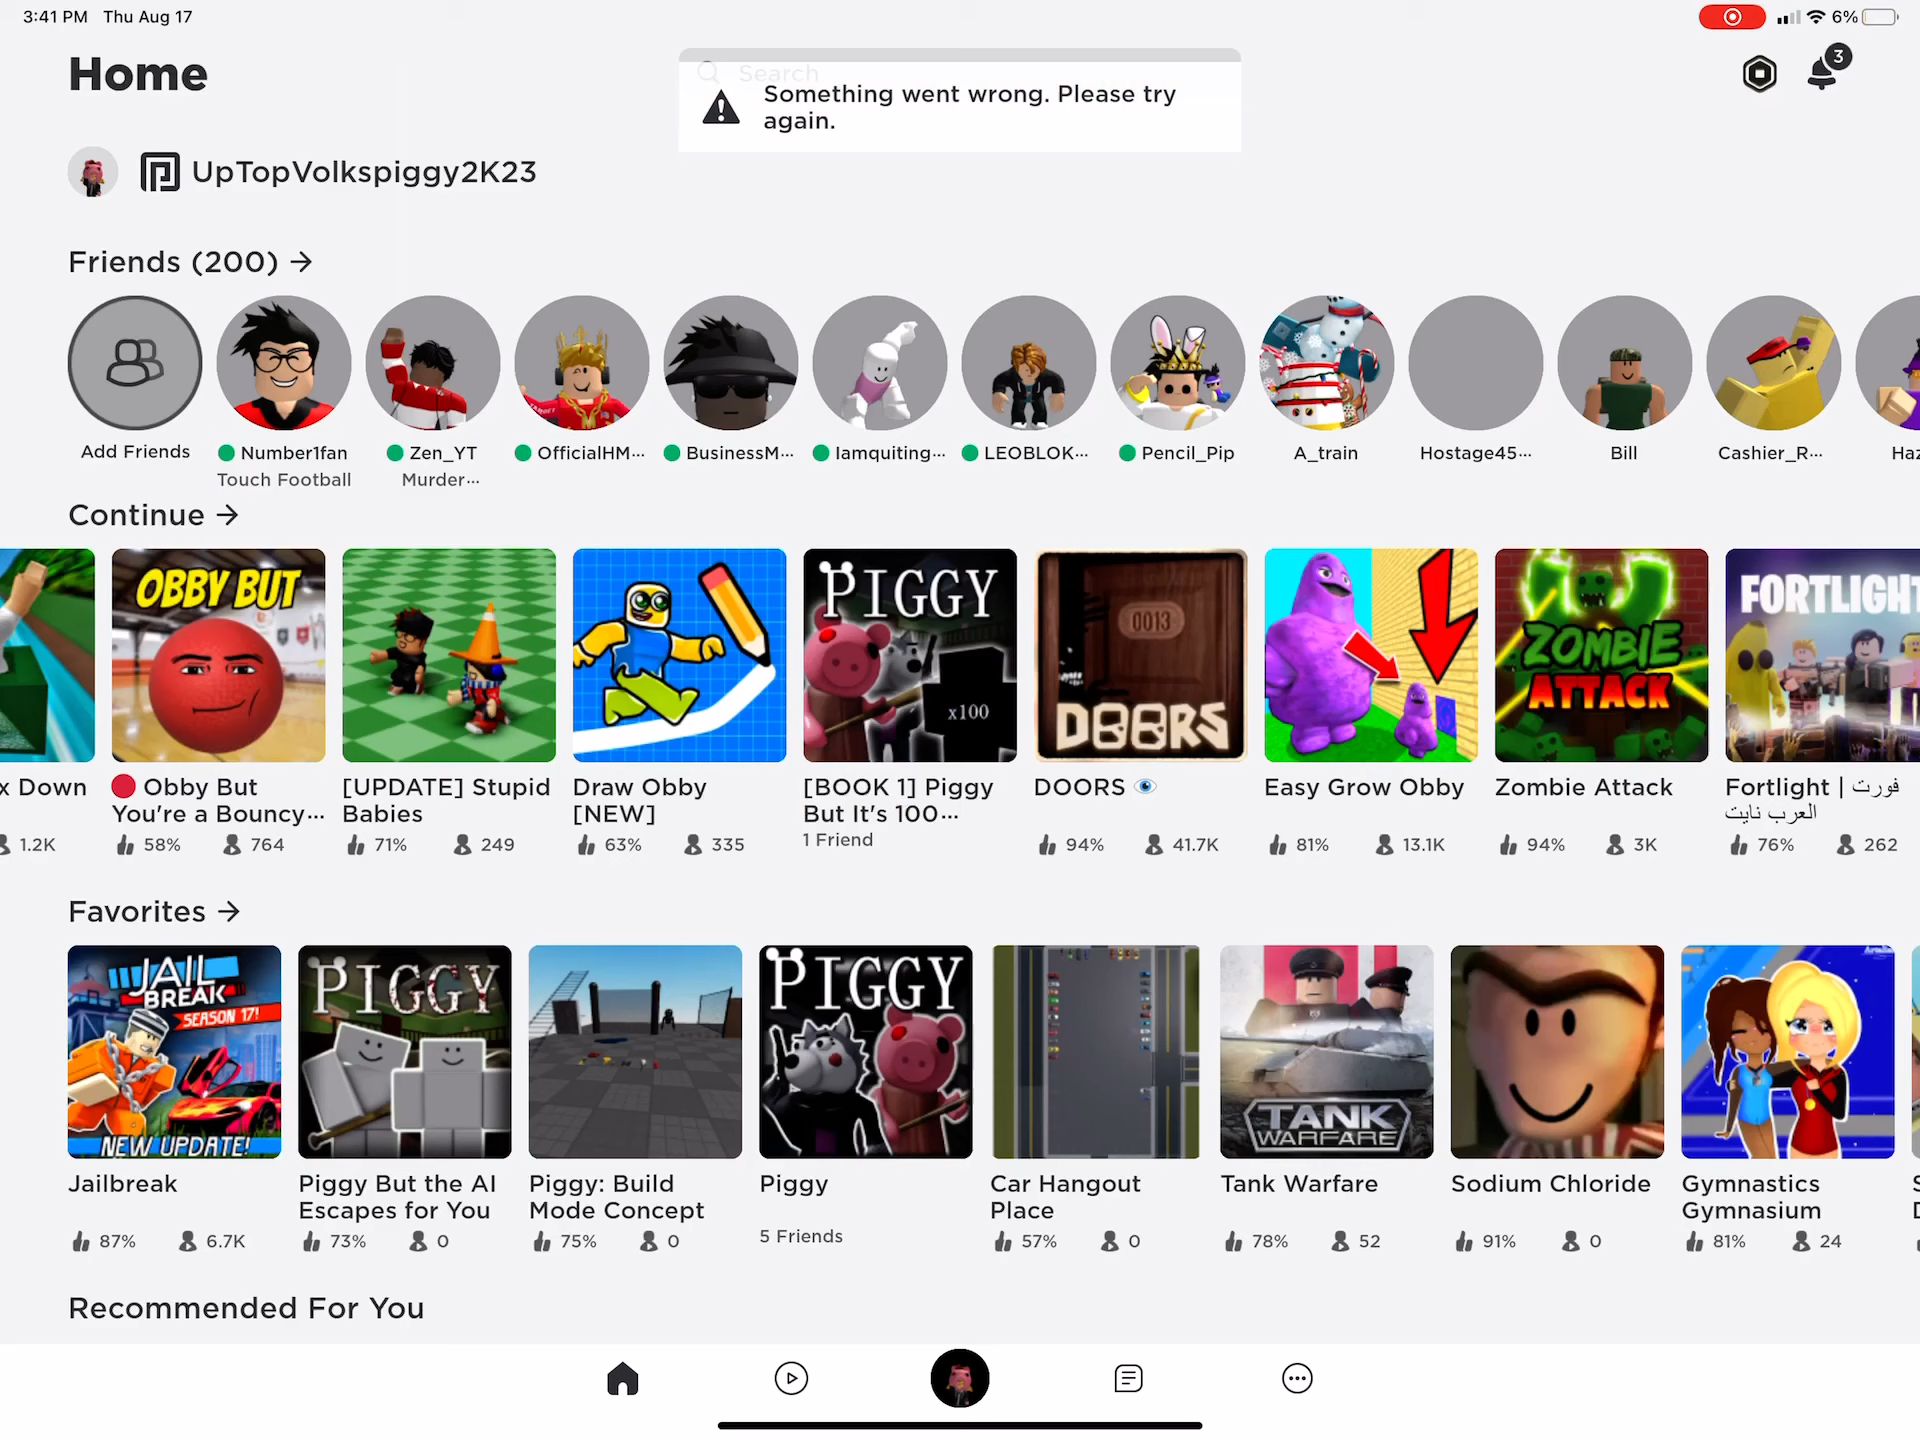 3:41 PM Thu Aug 17
6%
Home
Search
Something went wrong. Please try
again.
3
UpTopVolkspiggy2K23
Friends (200) →
Add Friends
Number1fan
Touch Football
Zen_YT
Murder...
OfficialHM...
BusinessM...
Iamquiting...
LEOBLOK...
Pencil_Pip
A_train
Hostage45...
Bill
Cashier_R...
Haz
Continue →
OBBY BUT
PIGGY
x100
0013
DOORS
ZOMBIE
ATTACK
FORTLIGHT
x Down
1.2K
Obby But
You're a Bouncy...
58% 764
[UPDATE] Stupid
Babies
71% 249
Draw Obby
[NEW]
63% 335
[BOOK 1] Piggy
But It's 100...
1 Friend
DOORS
94% 41.7K
Easy Grow Obby
81% 13.1K
Zombie Attack
94% 3K
Fortlight | فورت
العرب نايت
76% 262
Favorites →
JAIL
BREAK
SEASON 17!
NEW UPDATE!
PIGGY
PIGGY
TANK
WARFARE
Jailbreak
87% 6.7K
Piggy But the AI
Escapes for You
73% 0
Piggy: Build
Mode Concept
75% 0
Piggy
5 Friends
Car Hangout
Place
57% 0
Tank Warfare
78% 52
Sodium Chloride
91% 0
Gymnastics
Gymnasium
81% 24
Recommended For You